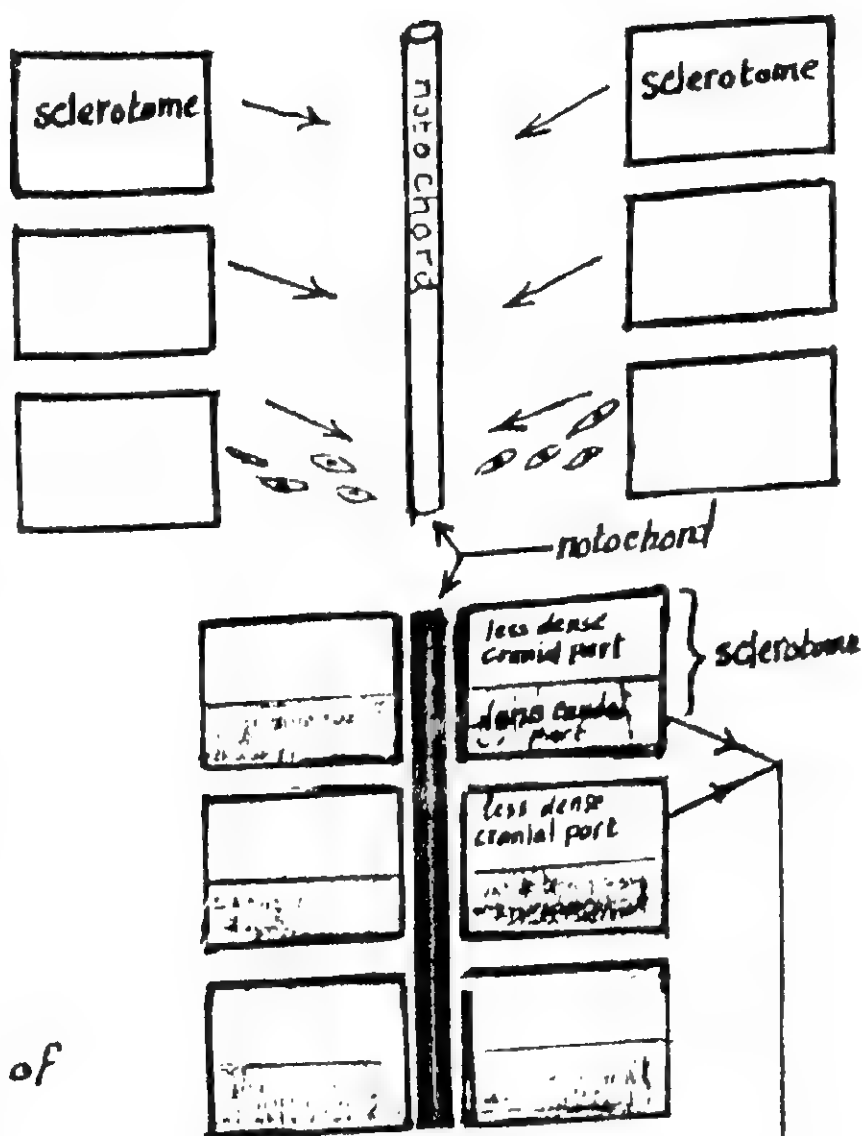 sclerotome
sclerotome
notochord
notochord
less dense
cranial part
sclerotome
dense caudal
part
less dense
cranial part
of